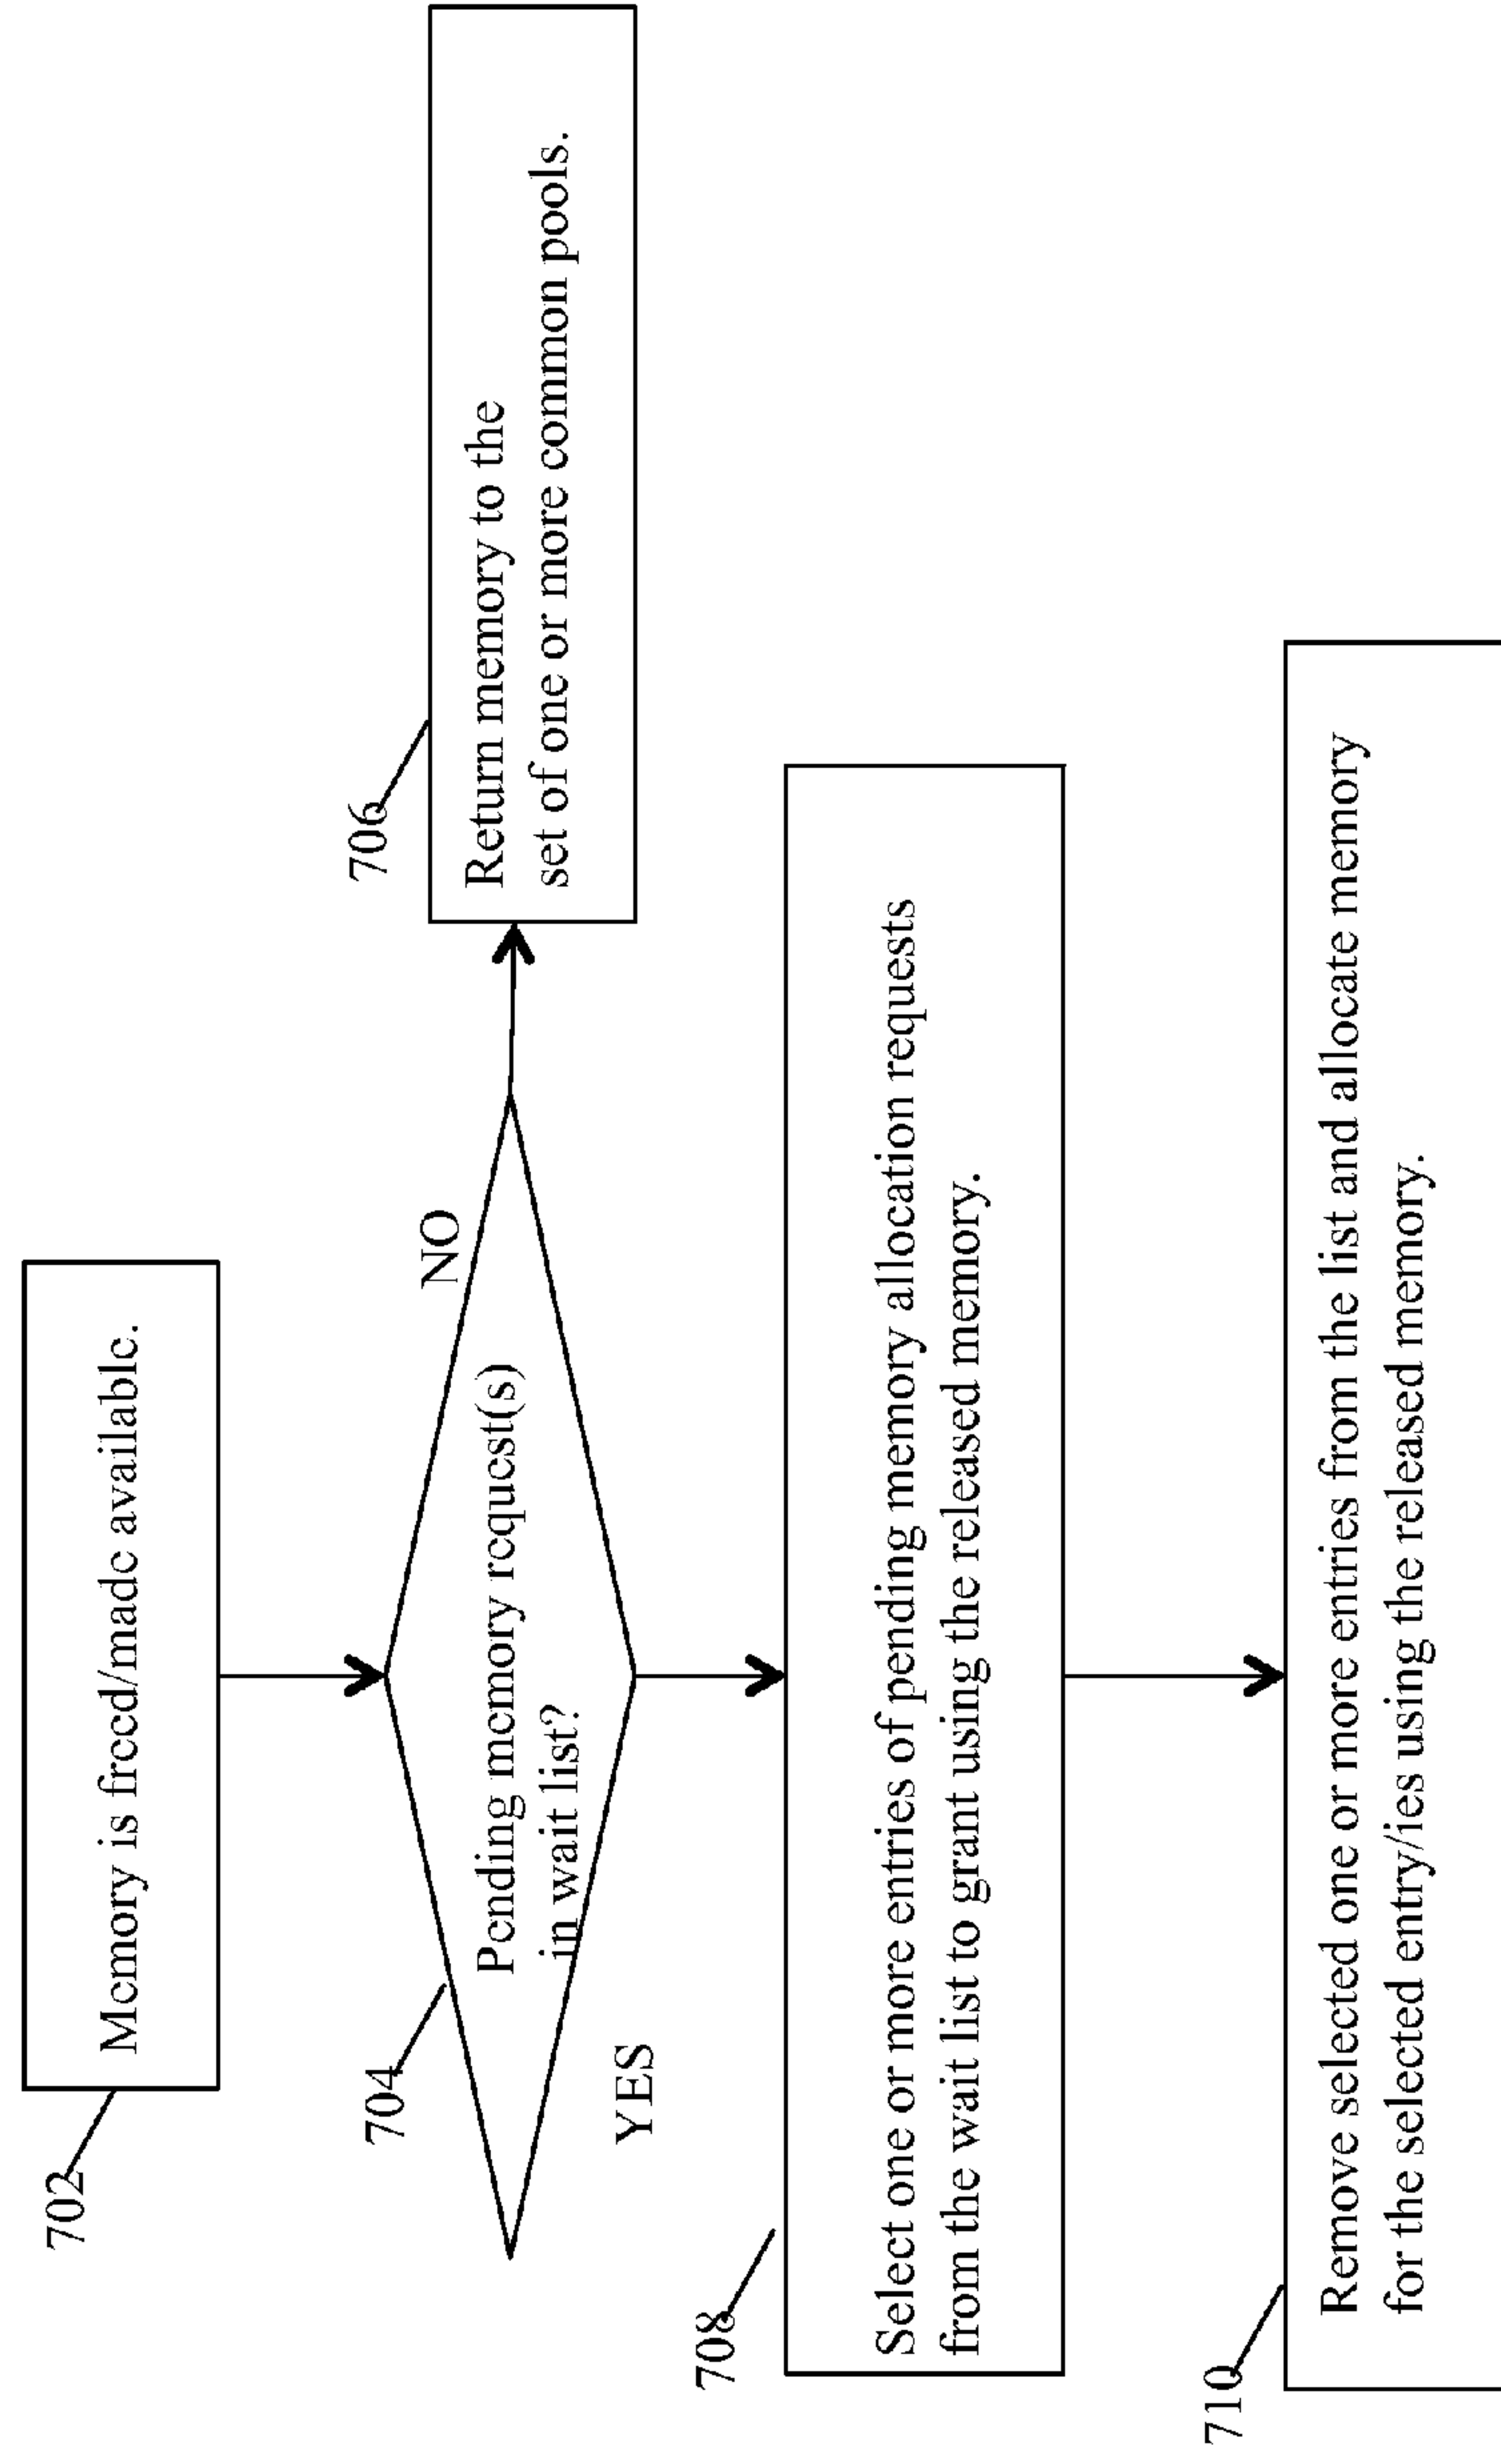 702
Memory is freed/made available.
704
Pending memory request(s)
in wait list?
NO
YES
706
Return memory to the
set of one or more common pools.
708
Select one or more entries of pending memory allocation requests
from the wait list to grant using the released memory.
710
Remove selected one or more entries from the list and allocate memory
for the selected entry/ies using the released memory.